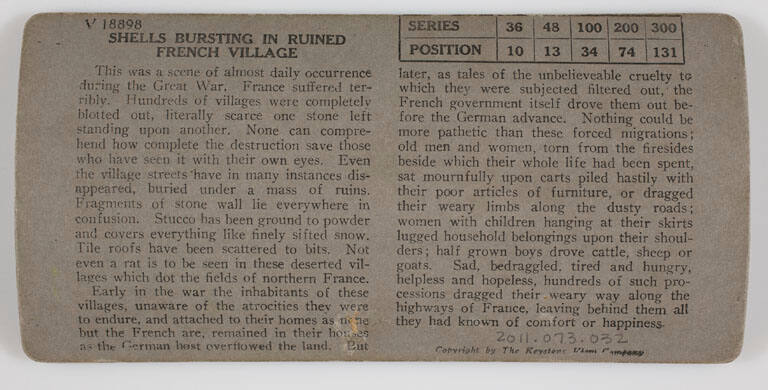 V 18898
SHELLS BURSTING IN RUINED
FRENCH VILLAGE
This was a scene of almost daily occurrence
during the Great War. France suffered ter-
ribly. Hundreds of villages were completely
blotted out, literally scarce one stone left
standing upon another. None can compre-
hend how complete the destruction save those
who have seen it with their own eyes. Even
the village streets have in many instances dis-
appeared, buried under a mass of ruins.
Fragments of stone wall lie everywhere in
confusion. Stucco has been ground to powder
and covers everything like finely sifted snow.
Tile roofs have been scattered to bits. Not
even a rat is to be seen in these deserted vil-
lages which dot the fields of northern France.
Early in the war the inhabitants of these
villages, unaware of the atrocities they were
to endure, and attached to their homes as none
but the French are, remained in their houses
as the German host overflowed the land. But
SERIES 36 48 100 200 300
POSITION 10 13 34 74 131
later, as tales of the unbelieveable cruelty to
which they were subjected filtered out, the
French government itself drove them out be-
fore the German advance. Nothing could be
more pathetic than these forced migrations;
old men and women, torn from the firesides
beside which their whole life had been spent,
sat mournfully upon carts piled hastily with
their poor articles of furniture, or dragged
their weary limbs along the dusty roads;
women with children hanging at their skirts
lugged household belongings upon their shoul-
ders; half grown boys drove cattle, sheep or
goats. Sad, bedraggled, tired and hungry,
helpless and hopeless, hundreds of such pro-
cessions dragged their weary way along the
highways of France, leaving behind them all
they had known of comfort or happiness.
2011.073.032
Copyright by The Keystone View Company